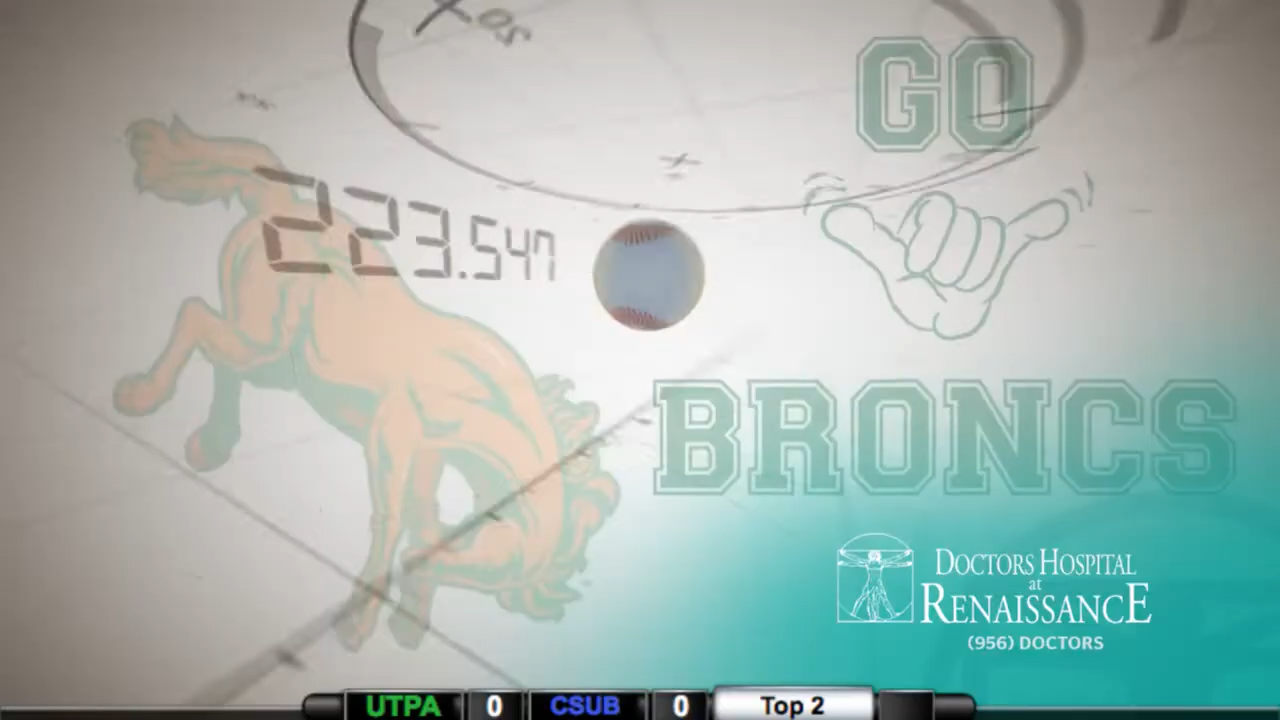 GO
223.547
BRONCS
DOCTORS HOSPITAL
at
RENAISSANCE
(956) DOCTORS
UTPA 0 CSUB 0 Top 2